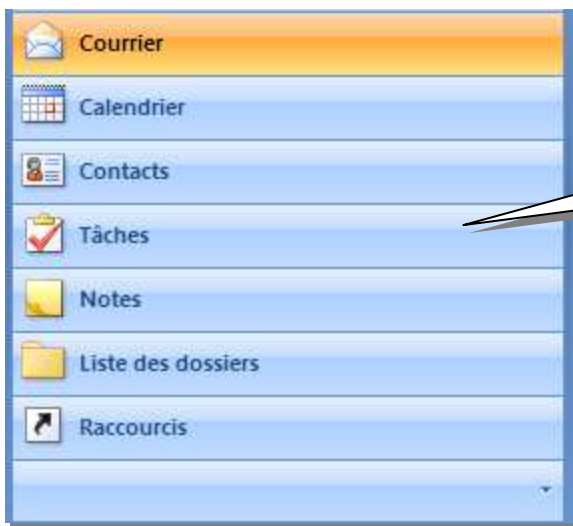 Courrier
Calendrier
Contacts
Tâches
Notes
Liste des dossiers
Raccourcis